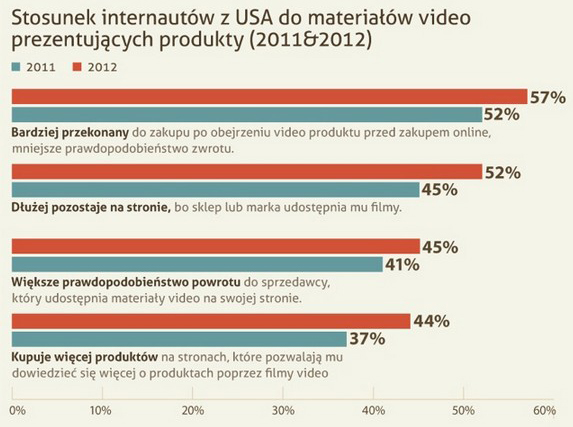 Stosunek internautów z USA do materiałów video
prezentujących produkty (2011&2012)
2011 2012
57%
52%
Bardziej przekonany do zakupu po obejrzeniu video produktu przed zakupem online,
mniejsze prawdopodobieństwo zwrotu.
52%
45%
Dłużej pozostaje na stronie, bo sklep lub marka udostępnia mu filmy.
45%
41%
Większe prawdopodobieństwo powrotu do sprzedawcy,
który udostępnia materiały video na swojej stronie.
44%
37%
Kupuje więcej produktów na stronach, które pozwalają mu
dowiedzieć się więcej o produktach poprzez filmy video
0% 10% 20% 30% 40% 50% 60%